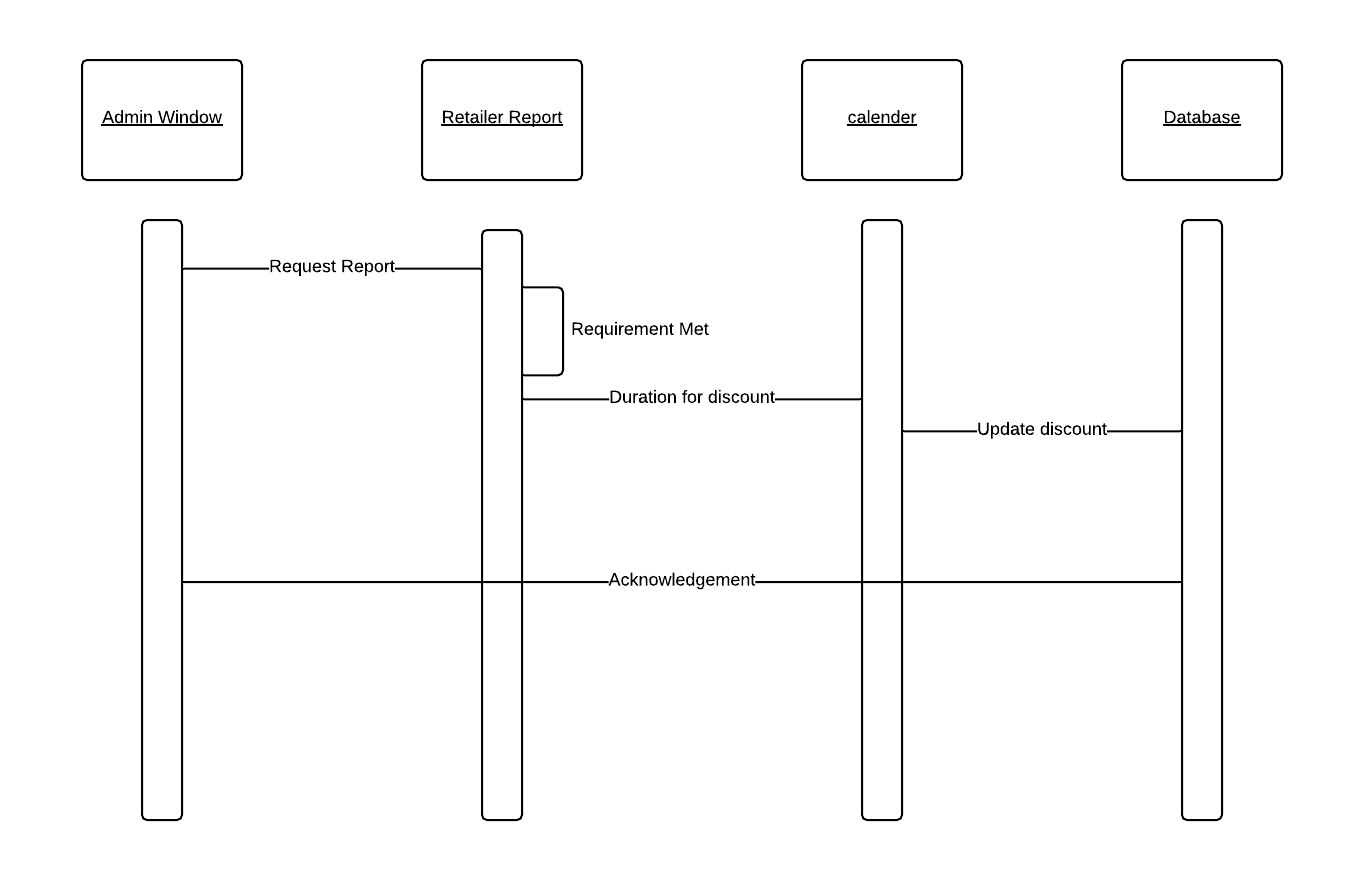 Admin Window
Retailer Report
calender
Database
Request Report
Requirement Met
Duration for discount
Update discount
Acknowledgement